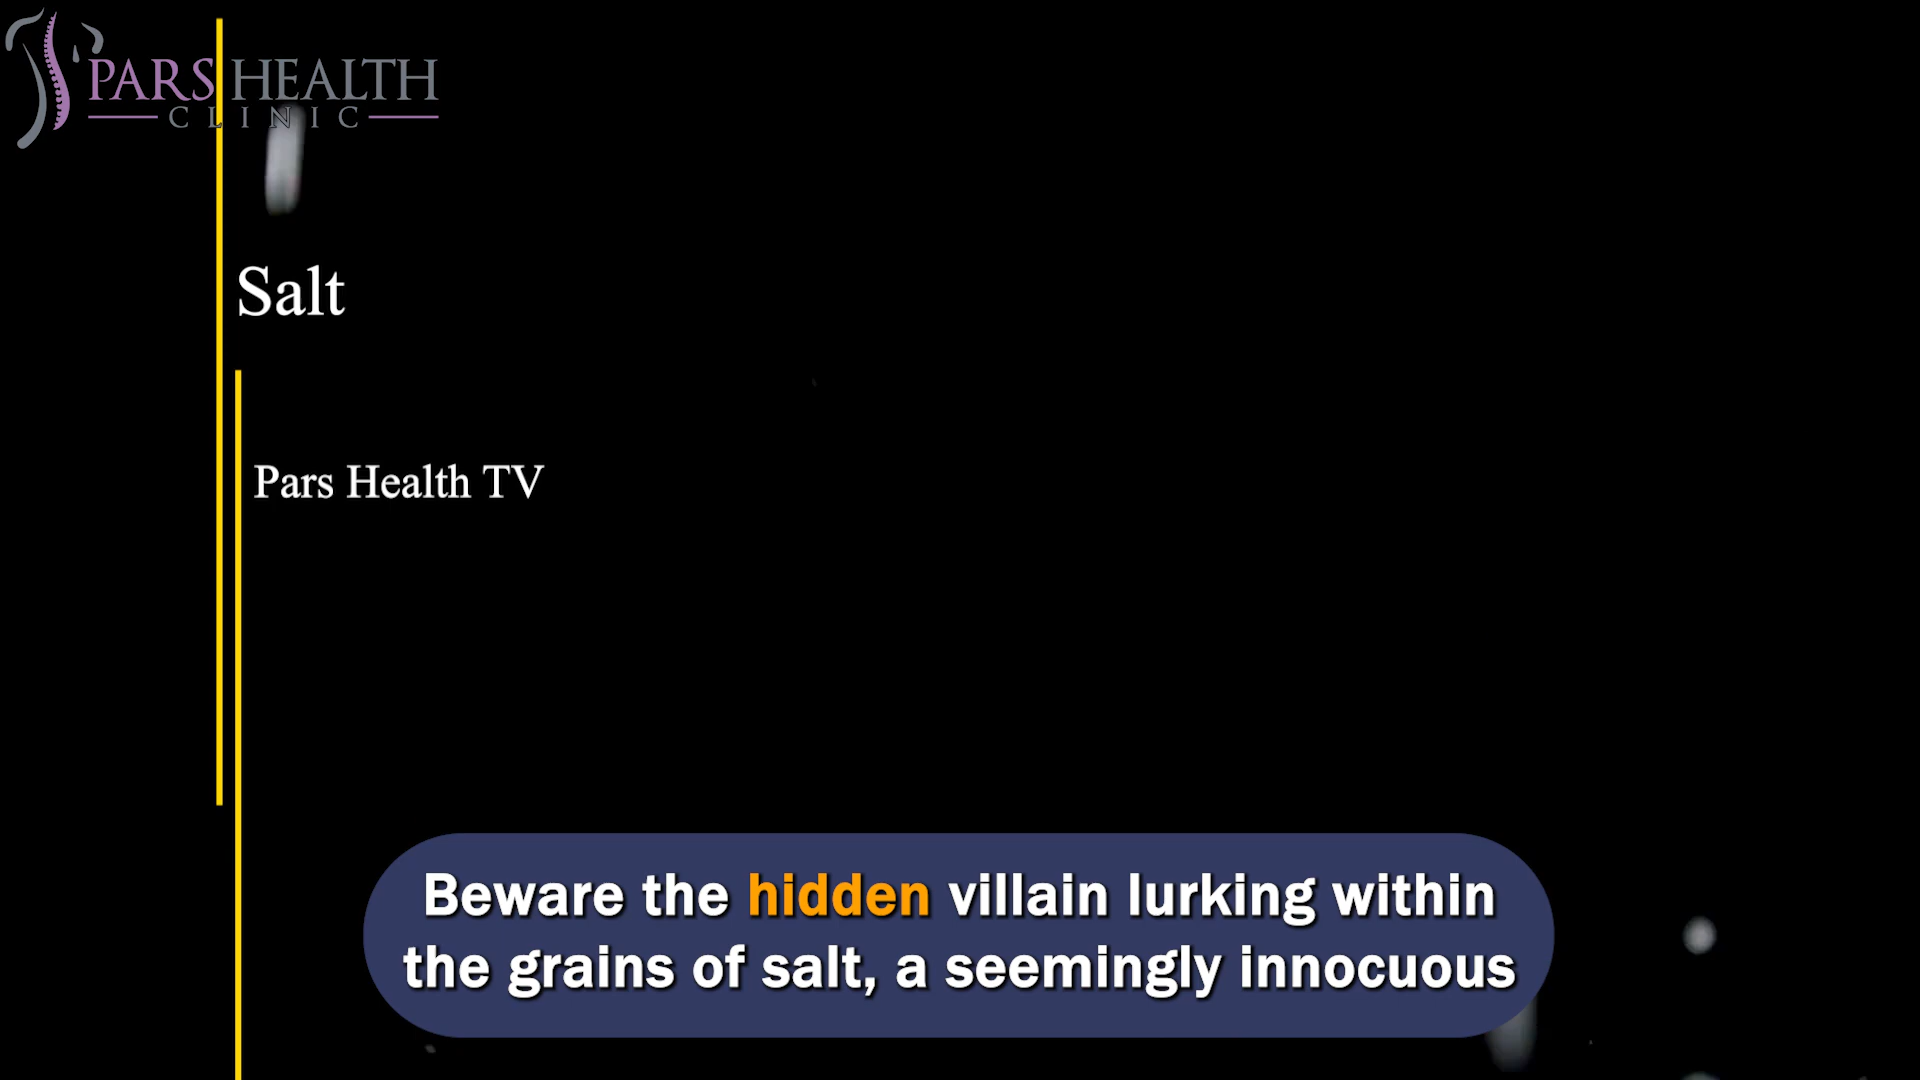 PARS HEALTH
CLINIC
Salt
Pars Health TV
Beware the hidden villain lurking within
the grains of salt, a seemingly innocuous